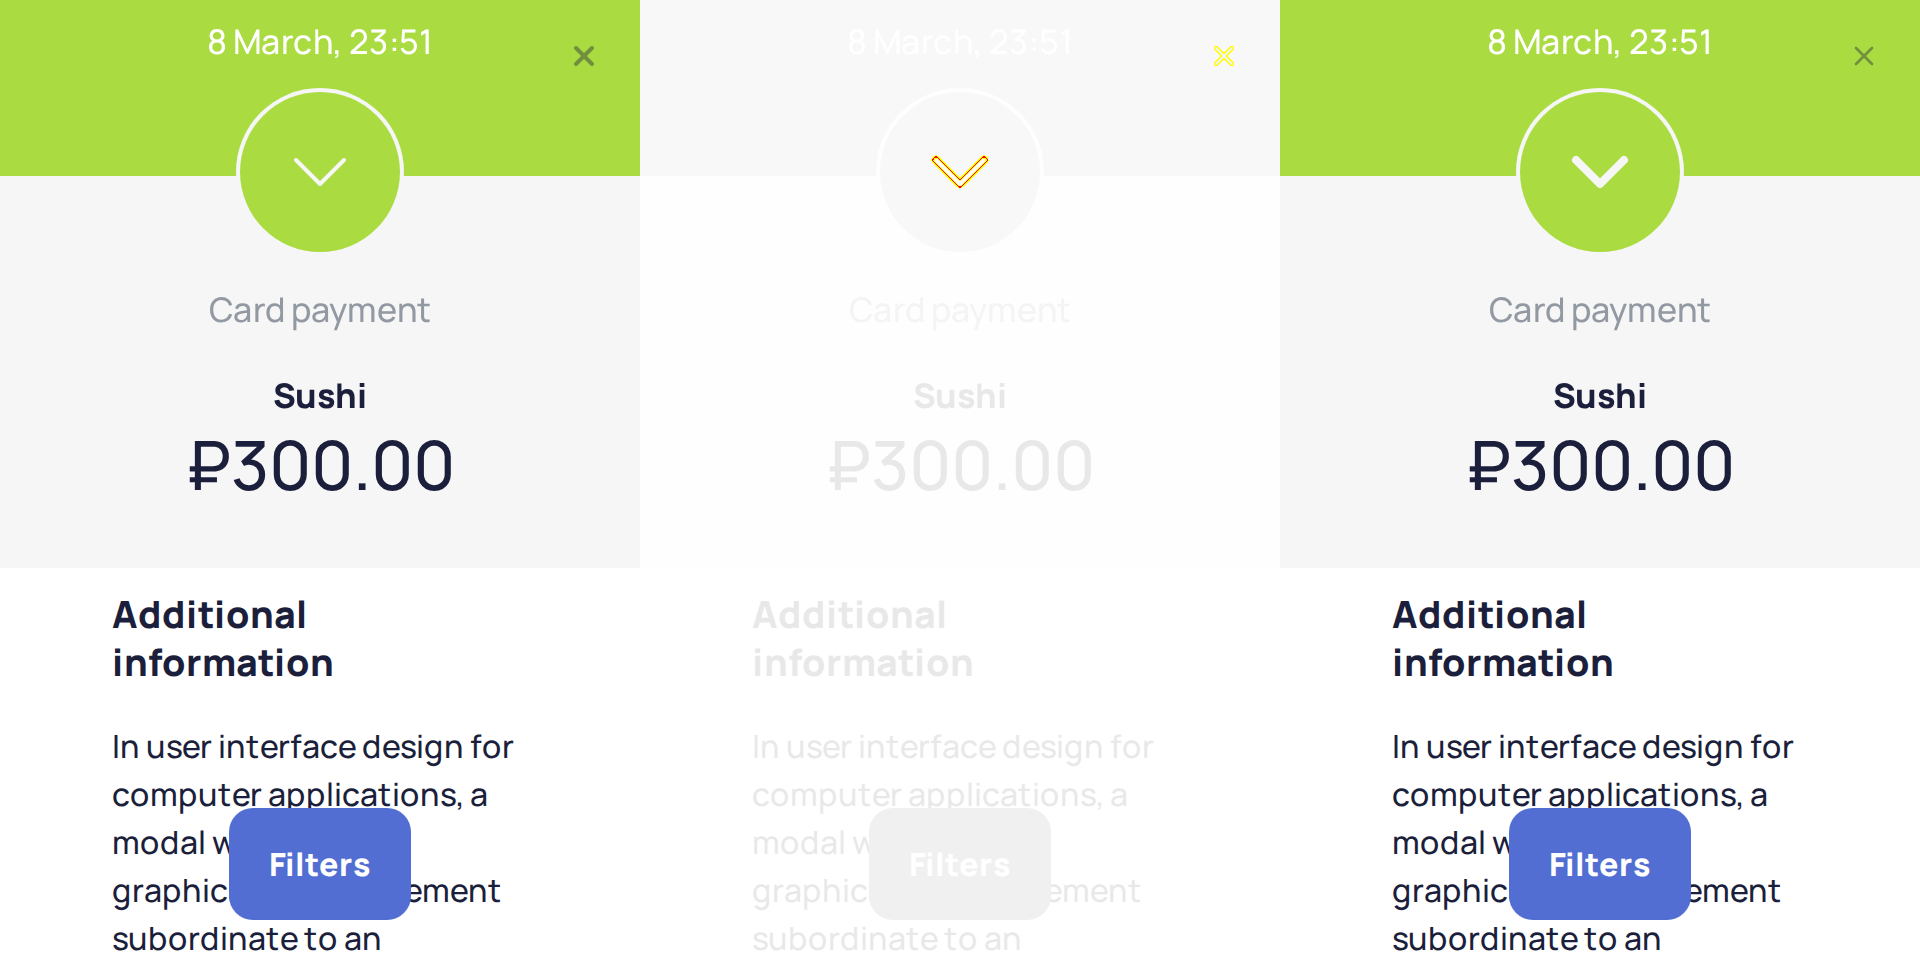 8 March, 23:51
Card payment
Sushi
₽300.00
Additional
information
In user interface design for
computer applications, a
modal w
graphic ement
subordinate to an
Filters
8 March, 23:51
Card payment
Sushi
₽300.00
Additional
information
In user interface design for
computer applications, a
modal w
graphic ement
subordinate to an
Filters
8 March, 23:51
Card payment
Sushi
₽300.00
Additional
information
In user interface design for
computer applications, a
modal w
graphic ement
subordinate to an
Filters